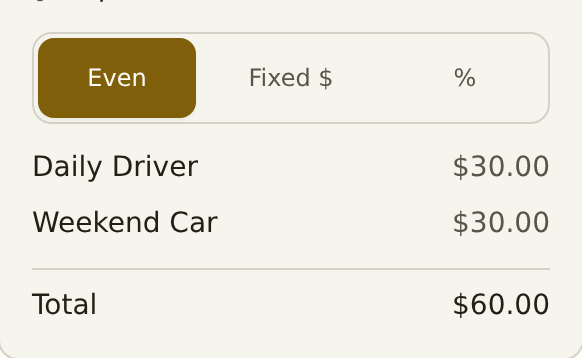 Even Fixed $ %
Daily Driver $30.00
Weekend Car $30.00
Total $60.00